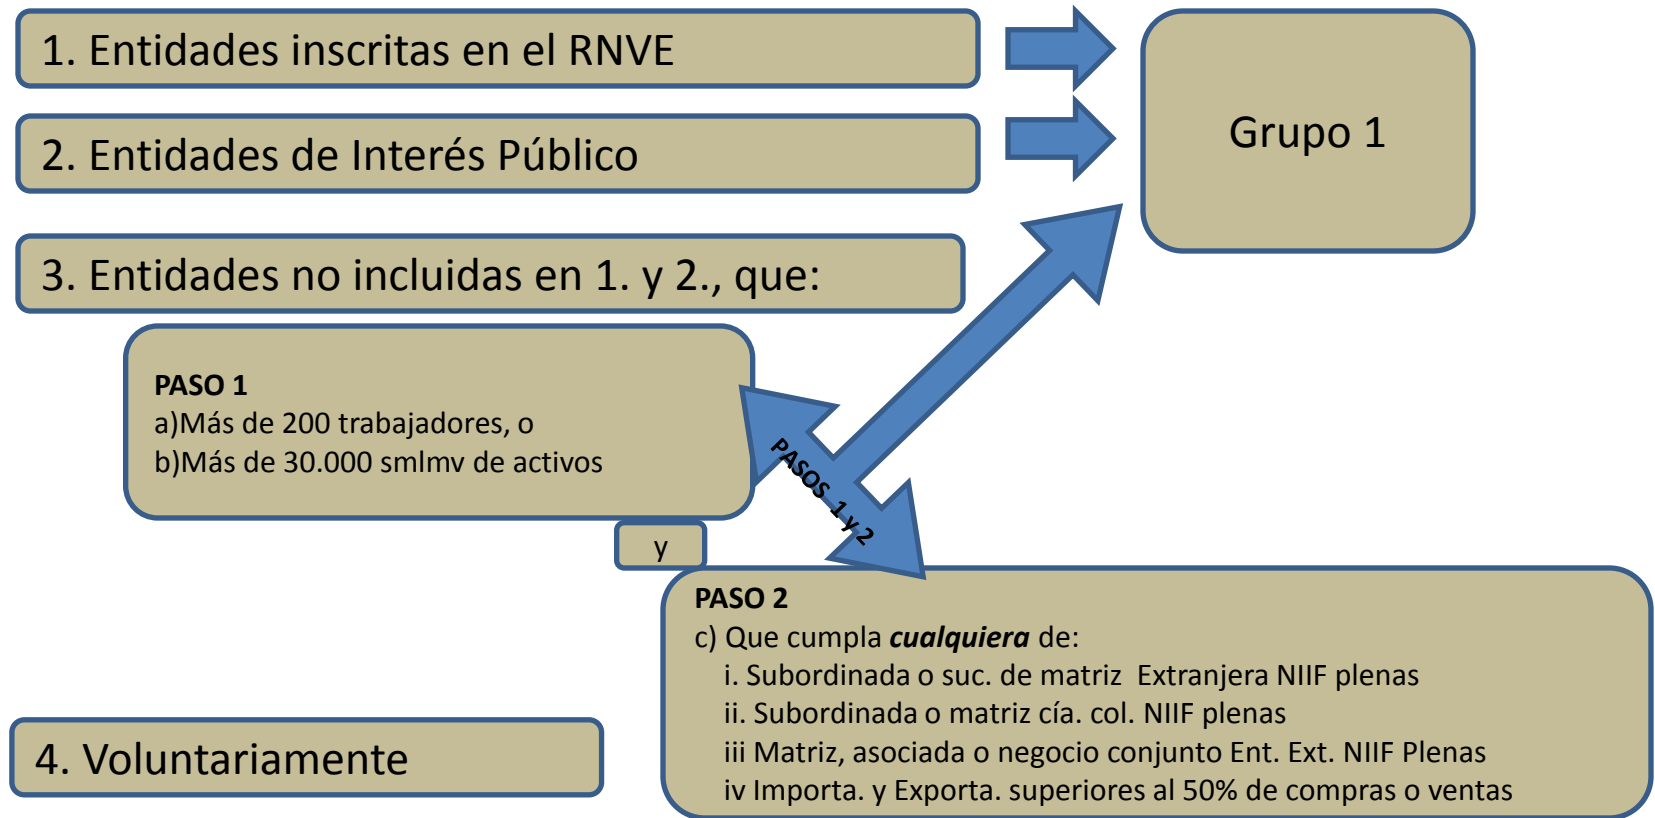 1. Entidades inscritas en el RNVE
Grupo 1
2. Entidades de Interés Público
3. Entidades no incluidas en 1. y 2., que:
PASO 1
a)Más de 200 trabajadores, o
b)Más de 30.000 smlmv de activos
PASOS 1 y 2
y
PASO 2
c) Que cumpla cualquiera de:
i. Subordinada o suc. de matriz Extranjera NIIF plenas
ii. Subordinada o matriz cía. col. NIIF plenas
iii Matriz, asociada o negocio conjunto Ent. Ext. NIIF Plenas
iv Importa. y Exporta. superiores al 50% de compras o ventas
4. Voluntariamente